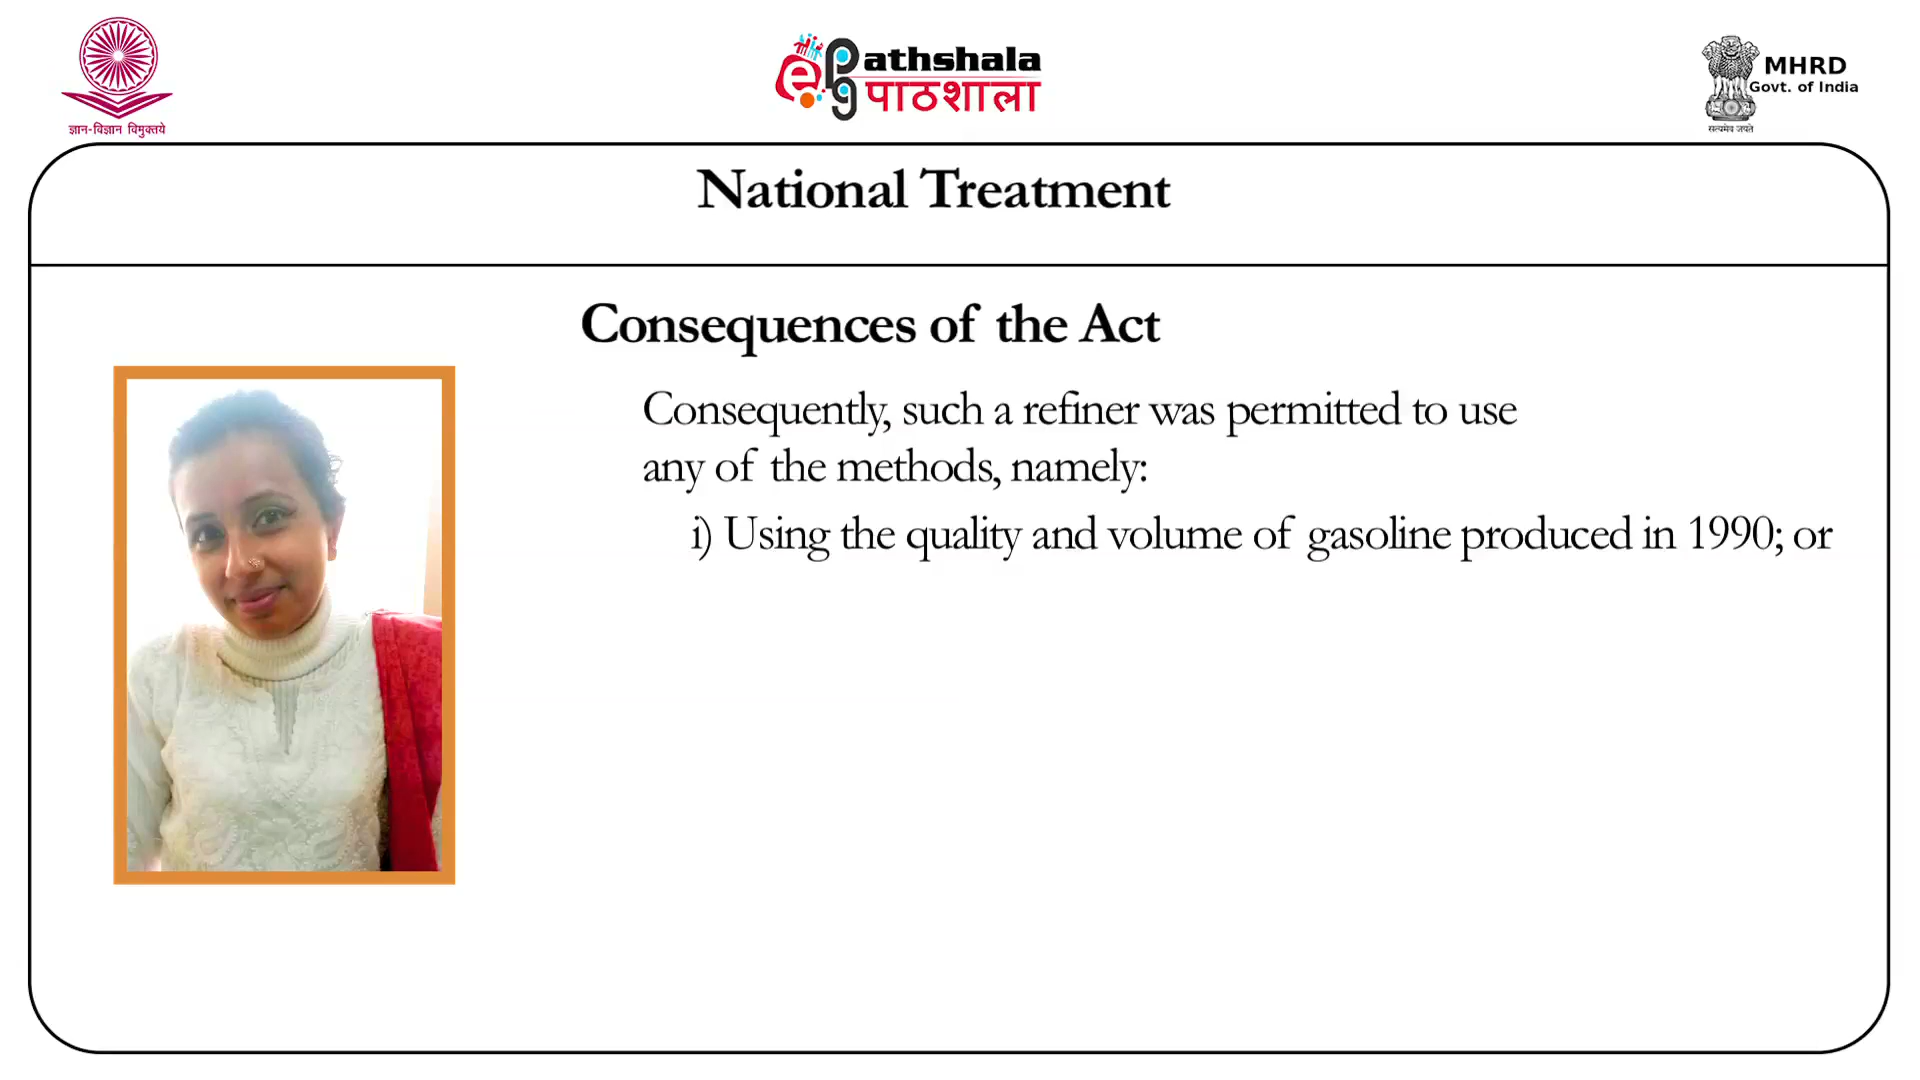 ज्ञान-विज्ञान विमुक्तये
ePg
athshala
पाठशाला
MHRD
Govt. of India
सत्यमेव जयते
National Treatment
Consequences of the Act
Consequently, such a refiner was permitted to use
any of the methods, namely:
i) Using the quality and volume of gasoline produced in 1990; or